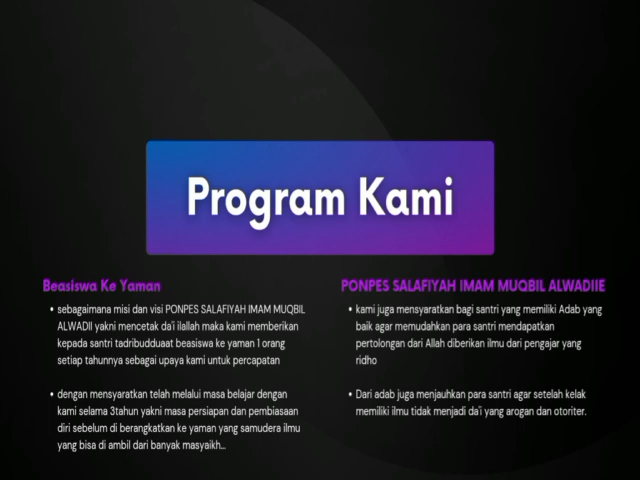 Program Kami
Beasiswa Ke Yaman
• sebagaimana misi dan visi PONPES SALAFIYAH IMAM MUQBIL
ALWADII yakni mencetak da'i ilallah maka kami memberikan
kepada santri tadribudduaat beasiswa ke yaman 1 orang
setiap tahunnya sebagai upaya kami untuk percapatan
• dengan mensyaratkan telah melalui masa belajar dengan
kami selama 3tahun yakni masa persiapan dan pembiasaan
diri sebelum di berangkatkan ke yaman yang samudera ilmu
yang bisa di ambil dari banyak masyaikh...
PONPES SALAFIYAH IMAM MUQBIL ALWADIIE
• kami juga mensyaratkan bagi santri yang memiliki Adab yang
baik agar memudahkan para santri mendapatkan
pertolongan dari Allah diberikan ilmu dari pengajar yang
ridho
• Dari adab juga menjauhkan para santri agar setelah kelak
memiliki ilmu tidak menjadi da'i yang arogan dan otoriter.